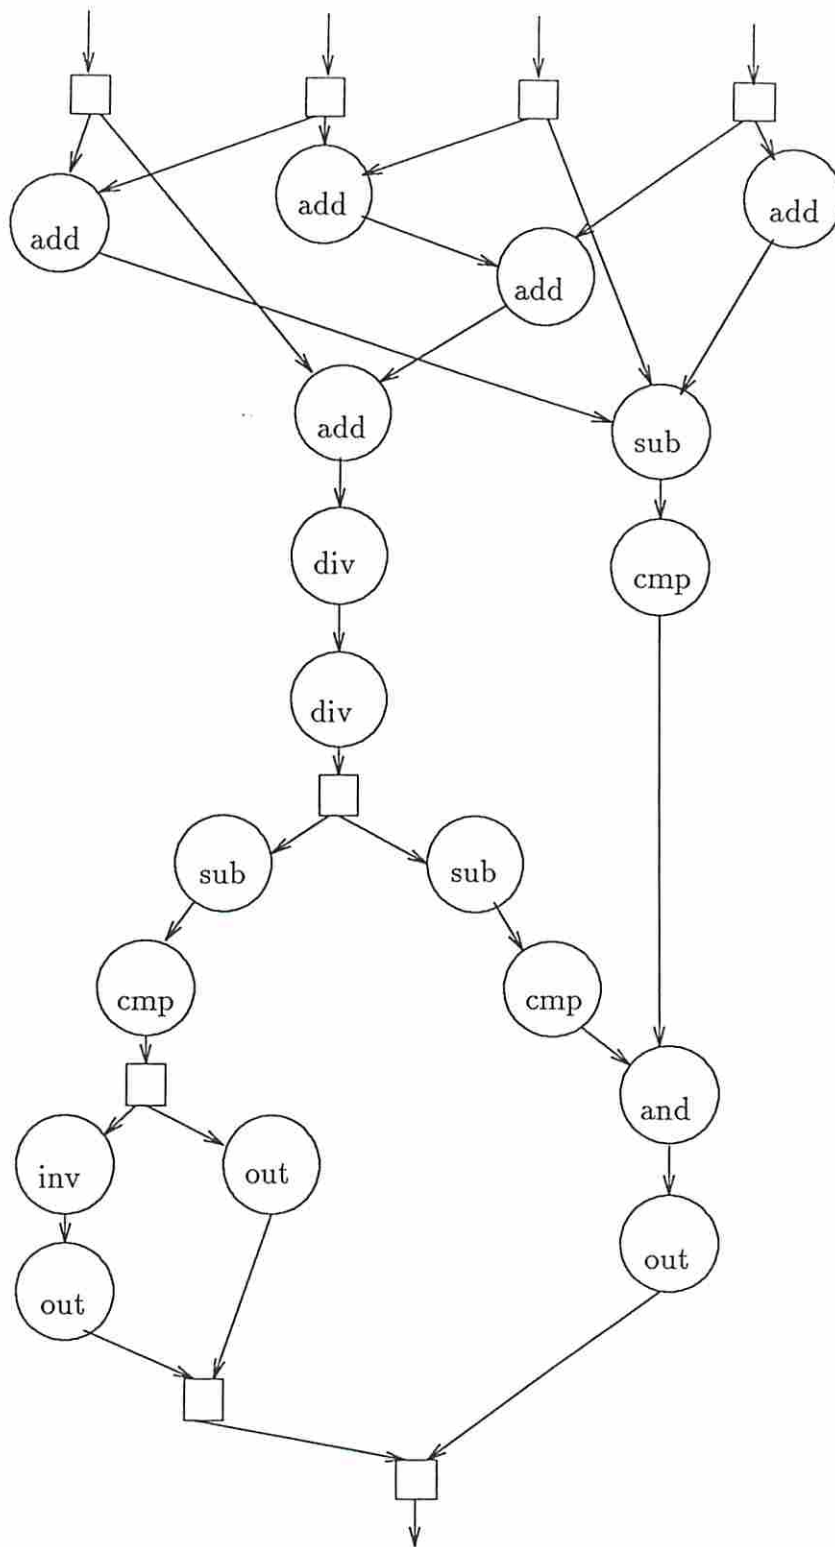 add
add
add
add
add
sub
div
cmp
div
sub
sub
cmp
cmp
and
inv
out
out
out